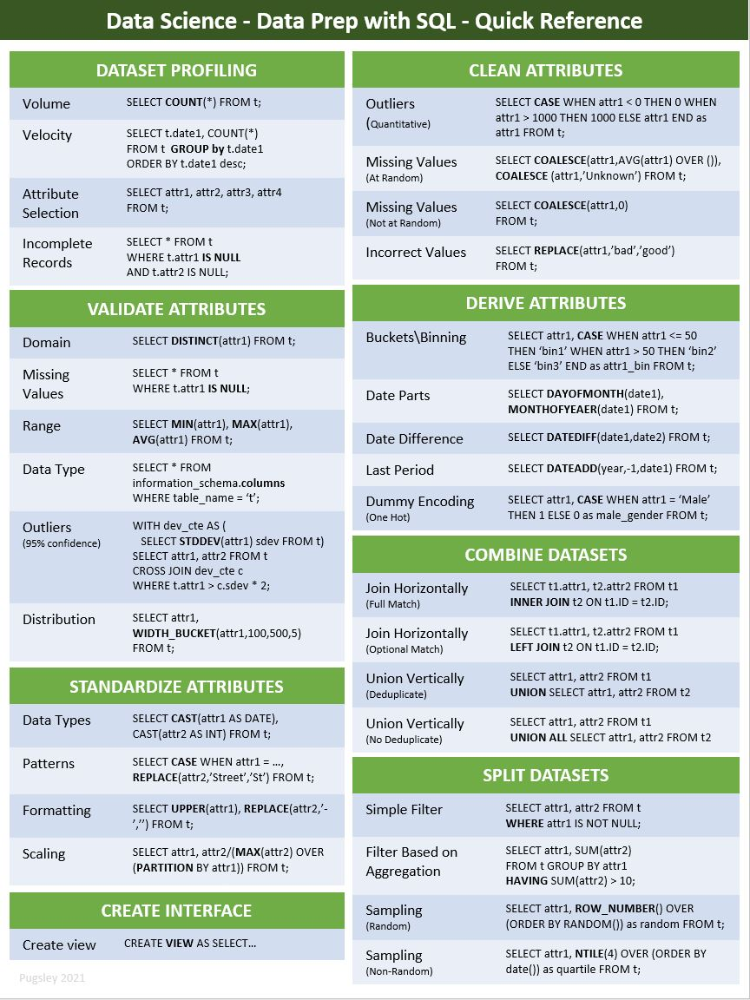 Data Science - Data Prep with SQL - Quick Reference
DATASET PROFILING
Volume
SELECT COUNT(*) FROM t;
Velocity
SELECT t.date1, COUNT(*)
FROM t  GROUP by t.date1
ORDER BY t.date1 desc;
Attribute
Selection
SELECT attr1, attr2, attr3, attr4
FROM t;
Incomplete
Records
SELECT * FROM t
WHERE t.attr1 IS NULL
AND t.attr2 IS NULL;
VALIDATE ATTRIBUTES
Domain
SELECT DISTINCT(attr1) FROM t;
Missing
Values
SELECT * FROM t
WHERE t.attr1 IS NULL;
Range
SELECT MIN(attr1), MAX(attr1),
AVG(attr1) FROM t;
Data Type
SELECT * FROM
information_schema.columns
WHERE table_name = ‘t’;
Outliers
(95% confidence)
WITH dev_cte AS (
SELECT STDDEV(attr1) sdev FROM t)
SELECT attr1, attr2 FROM t
CROSS JOIN dev_cte c
WHERE t.attr1 > c.sdev * 2;
Distribution
SELECT attr1,
WIDTH_BUCKET(attr1,100,500,5)
FROM t;
STANDARDIZE ATTRIBUTES
Data Types
SELECT CAST(attr1 AS DATE),
CAST(attr2 AS INT) FROM t;
Patterns
SELECT CASE WHEN attr1 = …,
REPLACE(attr2,’Street’,’St’) FROM t;
Formatting
SELECT UPPER(attr1), REPLACE(attr2,’-
’,’’) FROM t;
Scaling
SELECT attr1, attr2/(MAX(attr2) OVER
(PARTITION BY attr1)) FROM t;
CREATE INTERFACE
Create view
CREATE VIEW AS SELECT…
Pugsley 2021
CLEAN ATTRIBUTES
Outliers
(Quantitative)
SELECT CASE WHEN attr1 < 0 THEN 0 WHEN
attr1 > 1000 THEN 1000 ELSE attr1 END as
attr1 FROM t;
Missing Values
(At Random)
SELECT COALESCE(attr1,AVG(attr1) OVER ()),
COALESCE (attr1,’Unknown’) FROM t;
Missing Values
(Not at Random)
SELECT COALESCE(attr1,0)
FROM t;
Incorrect Values
SELECT REPLACE(attr1,’bad’,’good’)
FROM t;
DERIVE ATTRIBUTES
Buckets\Binning
SELECT attr1, CASE WHEN attr1 <= 50
THEN ‘bin1’ WHEN attr1 > 50 THEN ‘bin2’
ELSE ‘bin3’ END as attr1_bin FROM t;
Date Parts
SELECT DAYOFMONTH(date1),
MONTHOFYEAER(date1) FROM t;
Date Difference
SELECT DATEDIFF(date1,date2) FROM t;
Last Period
SELECT DATEADD(year,-1,date1) FROM t;
Dummy Encoding
(One Hot)
SELECT attr1, CASE WHEN attr1 = ‘Male’
THEN 1 ELSE 0 as male_gender FROM t;
COMBINE DATASETS
Join Horizontally
(Full Match)
SELECT t1.attr1, t2.attr2 FROM t1
INNER JOIN t2 ON t1.ID = t2.ID;
Join Horizontally
(Optional Match)
SELECT t1.attr1, t2.attr2 FROM t1
LEFT JOIN t2 ON t1.ID = t2.ID;
Union Vertically
(Deduplicate)
SELECT attr1, attr2 FROM t1
UNION SELECT attr1, attr2 FROM t2
Union Vertically
(No Deduplicate)
SELECT attr1, attr2 FROM t1
UNION ALL SELECT attr1, attr2 FROM t2
SPLIT DATASETS
Simple Filter
SELECT attr1, attr2 FROM t
WHERE attr1 IS NOT NULL;
Filter Based on
Aggregation
SELECT attr1, SUM(attr2)
FROM t GROUP BY attr1
HAVING SUM(attr2) > 10;
Sampling
(Random)
SELECT attr1, ROW_NUMBER() OVER
(ORDER BY RANDOM()) as random FROM t;
Sampling
(Non-Random)
SELECT attr1, NTILE(4) OVER (ORDER BY
date()) as quartile FROM t;